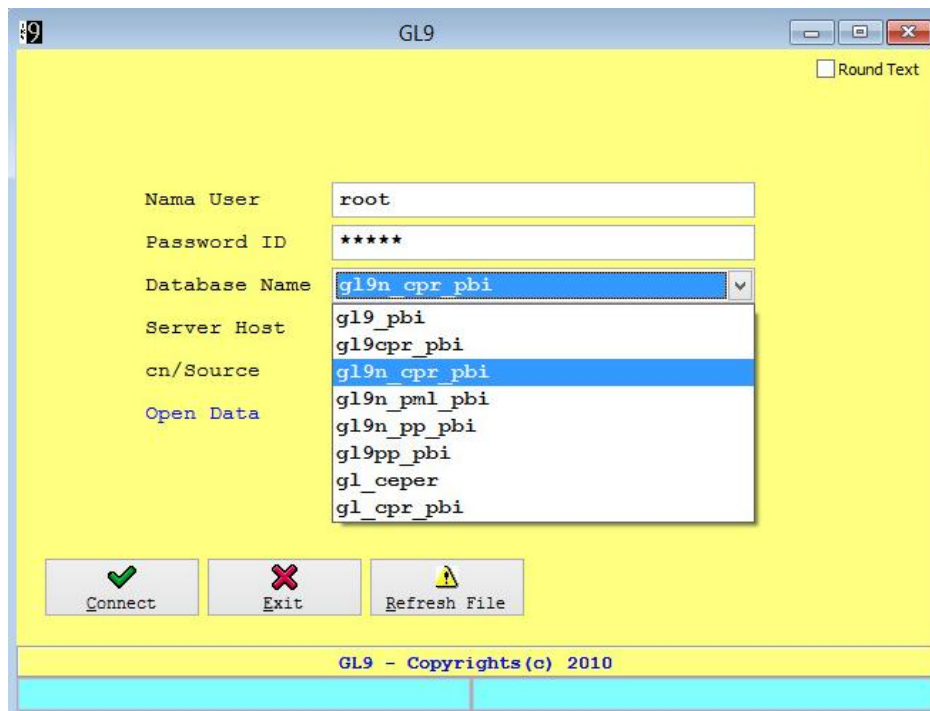 GL9
Round Text
Nama User root
Password ID *****
Database Name gl9n_cpr_pbi
gl9_pbi
Server Host
gl9cpr_pbi
cn/Source gl9n_cpr_pbi
gl9n_pml_pbi
Open Data
gl9n_pp_pbi
gl9pp_pbi
gl_ceper
gl_cpr_pbi
Connect Exit Refresh File
GL9 - Copyrights(c) 2010